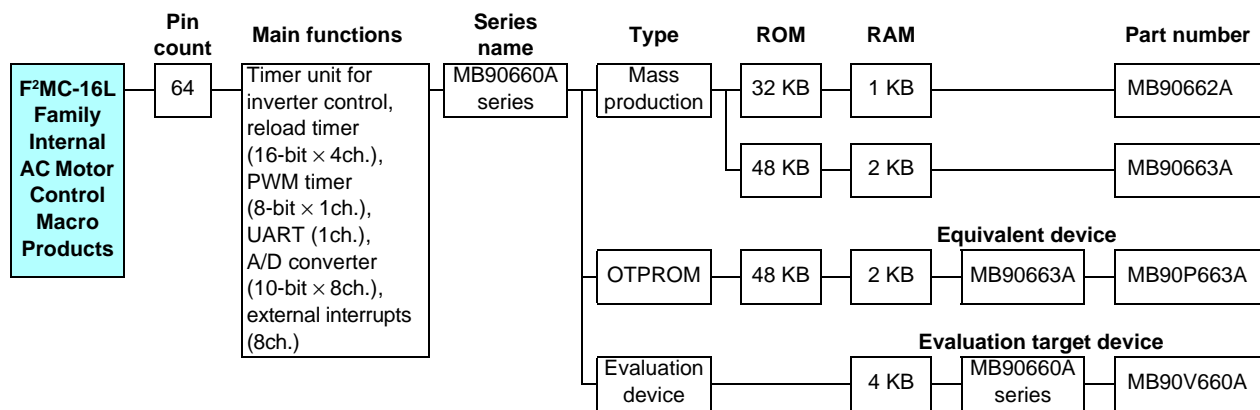 Pin count
Main functions
Series name
Type
ROM
RAM
Part number
F²MC-16L
Family
Internal
AC Motor
Control
Macro
Products
64
Timer unit for
inverter control,
reload timer
(16-bit × 4ch.),
PWM timer
(8-bit × 1ch.),
UART (1ch.),
A/D converter
(10-bit × 8ch.),
external interrupts
(8ch.)
MB90660A
series
Mass
production
32 KB
1 KB
MB90662A
48 KB
2 KB
MB90663A
Equivalent device
OTPROM
48 KB
2 KB
MB90663A
MB90P663A
Evaluation target device
Evaluation
device
4 KB
MB90660A
series
MB90V660A